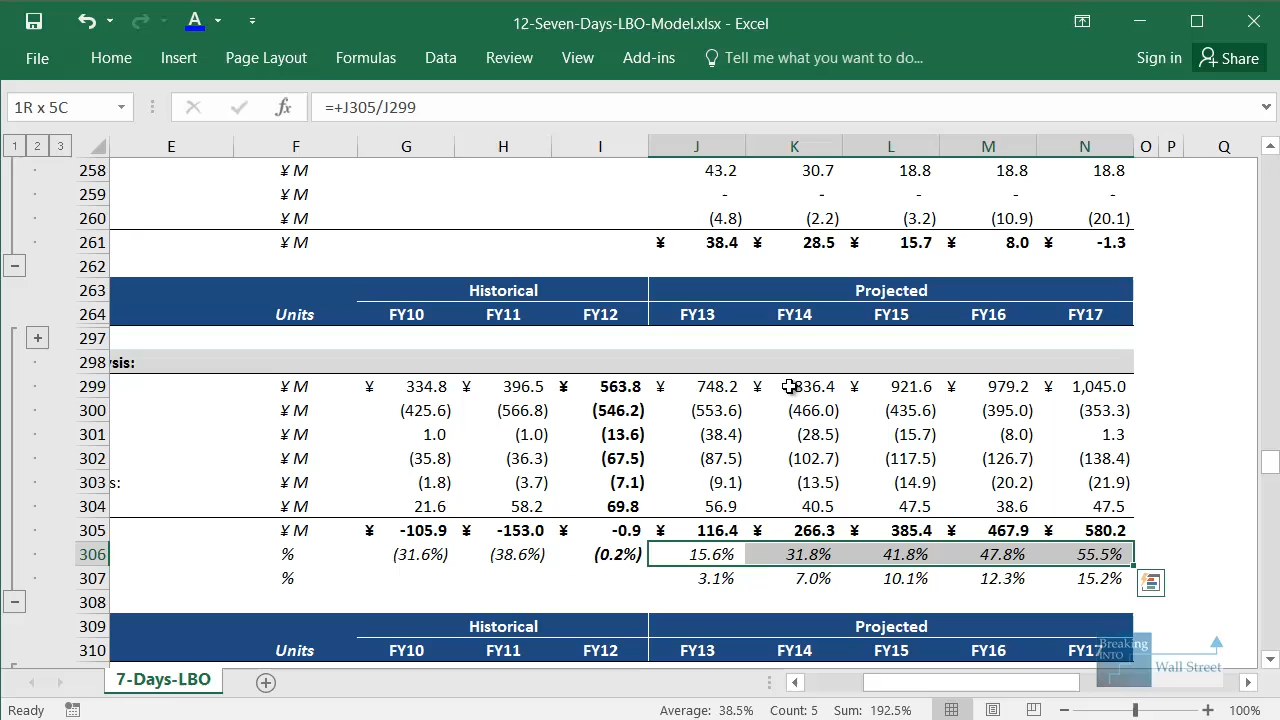 12-Seven-Days-LBO-Model.xlsx - Excel
File Home Insert Page Layout Formulas Data Review View Add-ins Tell me what you want to do... Sign in Share
1R x 5C fx =+J305/J299
1 2 3 E F G H I J K L M N O P Q
258 ¥ M 43.2 30.7 18.8 18.8 18.8
259 ¥ M - - - - -
260 ¥ M (4.8) (2.2) (3.2) (10.9) (20.1)
261 ¥ M ¥ 38.4 ¥ 28.5 ¥ 15.7 ¥ 8.0 ¥ -1.3
262
263 Historical Projected
264 Units FY10 FY11 FY12 FY13 FY14 FY15 FY16 FY17
297
298 sis:
299 ¥ M ¥ 334.8 ¥ 396.5 ¥ 563.8 ¥ 748.2 ¥ 836.4 ¥ 921.6 ¥ 979.2 ¥ 1,045.0
300 ¥ M (425.6) (566.8) (546.2) (553.6) (466.0) (435.6) (395.0) (353.3)
301 ¥ M 1.0 (1.0) (13.6) (38.4) (28.5) (15.7) (8.0) 1.3
302 ¥ M (35.8) (36.3) (67.5) (87.5) (102.7) (117.5) (126.7) (138.4)
303 s: ¥ M (1.8) (3.7) (7.1) (9.1) (13.5) (14.9) (20.2) (21.9)
304 ¥ M 21.6 58.2 69.8 56.9 40.5 47.5 38.6 47.5
305 ¥ M ¥ -105.9 ¥ -153.0 ¥ -0.9 ¥ 116.4 ¥ 266.3 ¥ 385.4 ¥ 467.9 ¥ 580.2
306 % (31.6%) (38.6%) (0.2%) 15.6% 31.8% 41.8% 47.8% 55.5%
307 % 3.1% 7.0% 10.1% 12.3% 15.2%
308
309 Historical Projected
310 Units FY10 FY11 FY12 FY13 FY14 FY15 FY16 FY17
Breaking
INTO
Wall Street
7-Days-LBO
Ready Average: 38.5% Count: 5 Sum: 192.5% 100%